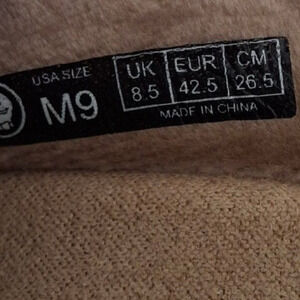 USA SIZE
M9
UK EUR CM
8.5 42.5 26.5
MADE IN CHINA